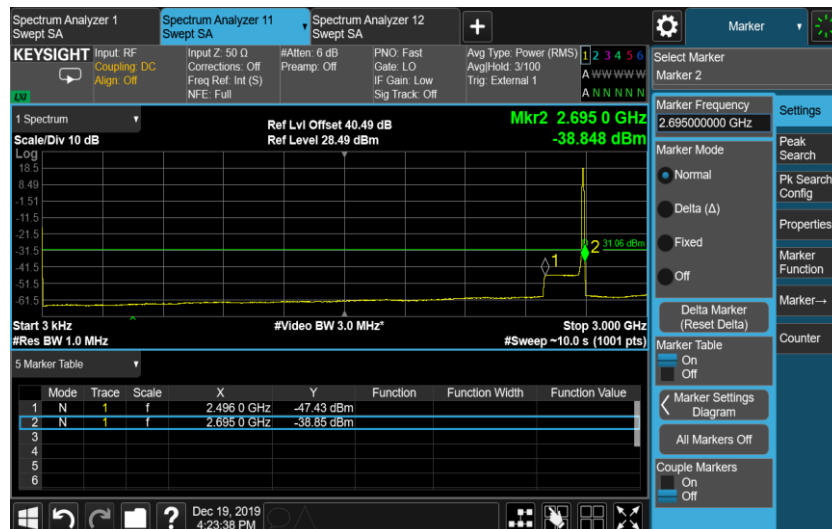 Spectrum Analyzer 1
Swept SA
Spectrum Analyzer 11
Swept SA
Spectrum Analyzer 12
Swept SA
Marker
KEYSIGHT
LXI
Input: RF
Coupling: DC
Align: Off
Input Z: 50 Ω
Corrections: Off
Freq Ref: Int (S)
NFE: Full
#Atten: 6 dB
Preamp: Off
PNO: Fast
Gate: LO
IF Gain: Low
Sig Track: Off
Avg Type: Power (RMS)
Avg|Hold: 3/100
Trig: External 1
1 2 3 4 5 6
A W W W W W
A N N N N N
Select Marker
Marker 2
1 Spectrum
Scale/Div 10 dB
Log
Ref Lvl Offset 40.49 dB
Ref Level 28.49 dBm
Mkr2 2.695 0 GHz
-38.848 dBm
18.5
8.49
-1.51
-11.5
-21.5
-31.5
-41.5
-51.5
-61.5
1
2
31.06 dBm
Start 3 kHz
#Res BW 1.0 MHz
#Video BW 3.0 MHz*
Stop 3.000 GHz
#Sweep ~10.0 s (1001 pts)
5 Marker Table
Mode Trace Scale X Y Function Function Width Function Value
1 N 1 f 2.496 0 GHz -47.43 dBm
2 N 1 f 2.695 0 GHz -38.85 dBm
3
4
5
6
Marker Frequency
2.695000000 GHz
Marker Mode
Normal
Delta (Δ)
Fixed
Off
Delta Marker
(Reset Delta)
Marker Table
On
Off
Marker Settings
Diagram
All Markers Off
Couple Markers
On
Off
Settings
Peak
Search
Pk Search
Config
Properties
Marker
Function
Marker→
Counter
?
Dec 19, 2019
4:23:38 PM